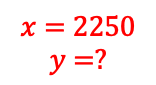 x = 2250
y =?